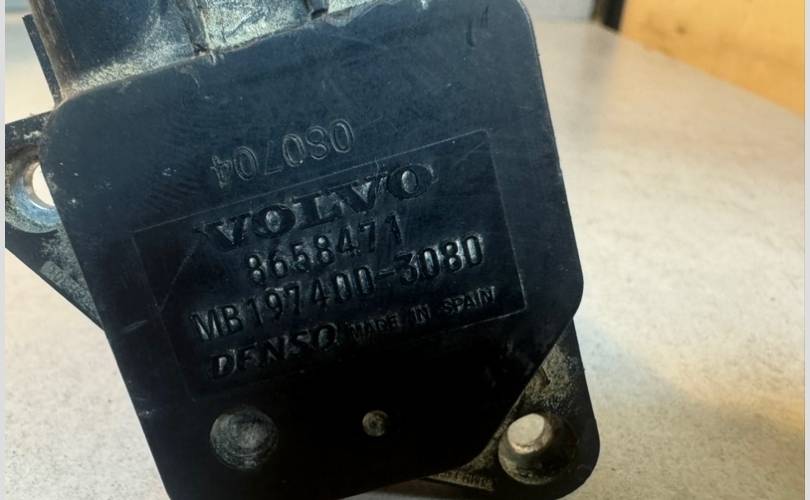 080704
VOLVO
8658471
MB197400-3080
DENSO MADE IN SPAIN